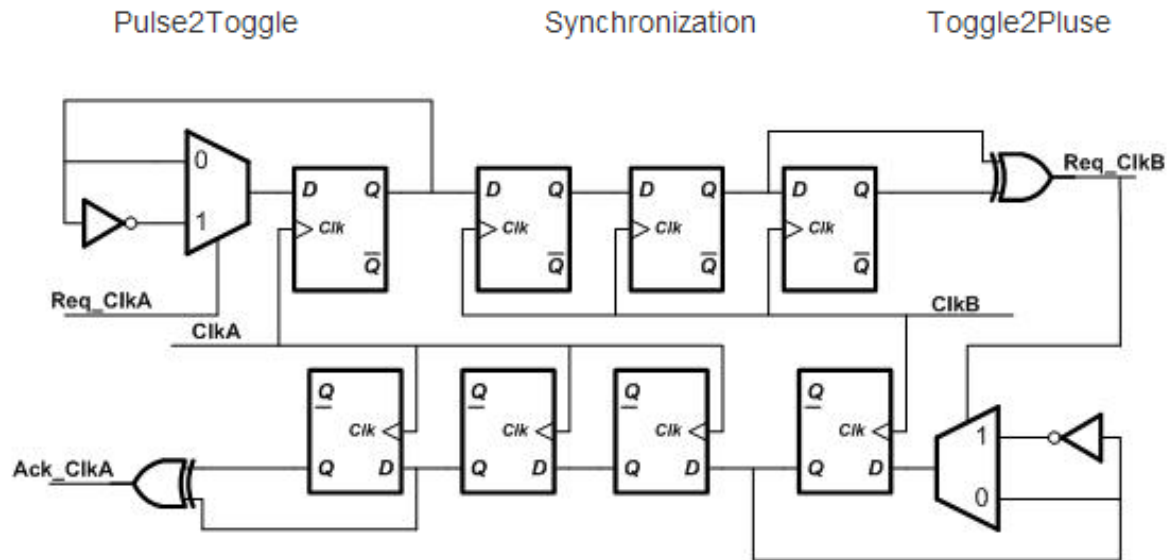 Pulse2Toggle Synchronization Toggle2Pluse
0
1
D Q
Clk
Q
D Q
Clk
Q
D Q
Clk
Q
D Q
Clk
Q
Req_ClkB
Req_ClkA
ClkA
ClkB
Q
Clk
Q D
Q
Clk
Q D
Q
Clk
Q D
Q
Clk
Q D
1
0
Ack_ClkA